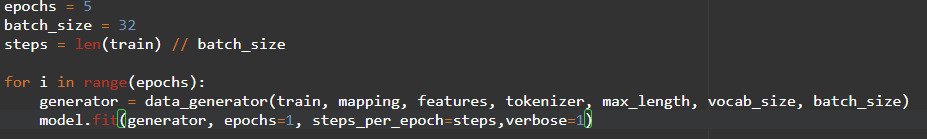 epochs = 5
batch_size = 32
steps = len(train) // batch_size
for i in range(epochs):
    generator = data_generator(train, mapping, features, tokenizer, max_length, vocab_size, batch_size)
    model.fit(generator, epochs=1, steps_per_epoch=steps,verbose=1)